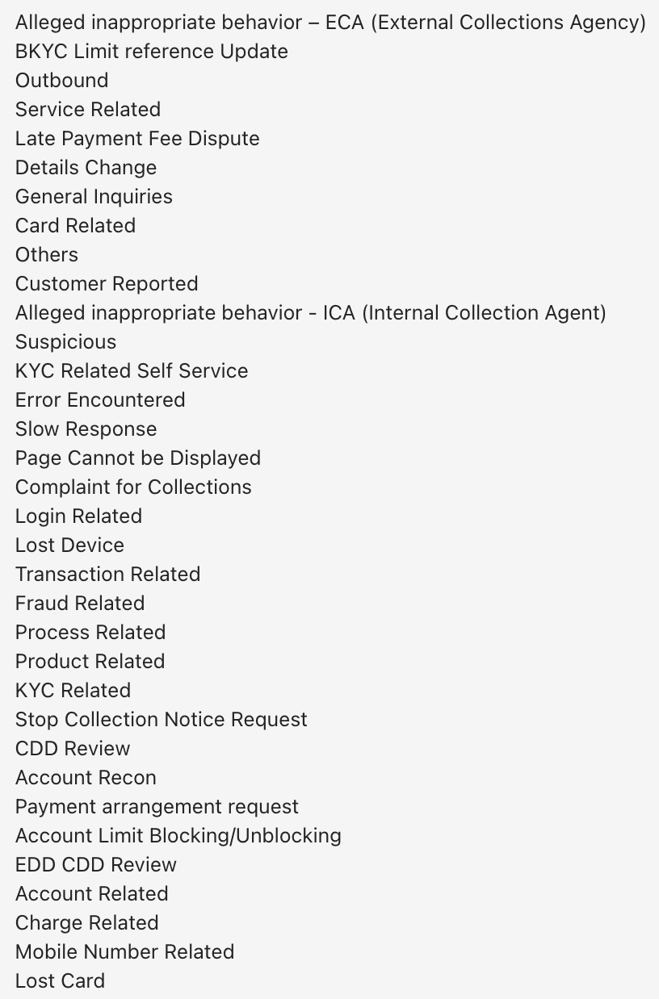 Alleged inappropriate behavior – ECA (External Collections Agency)
BKYC Limit reference Update
Outbound
Service Related
Late Payment Fee Dispute
Details Change
General Inquiries
Card Related
Others
Customer Reported
Alleged inappropriate behavior - ICA (Internal Collection Agent)
Suspicious
KYC Related Self Service
Error Encountered
Slow Response
Page Cannot be Displayed
Complaint for Collections
Login Related
Lost Device
Transaction Related
Fraud Related
Process Related
Product Related
KYC Related
Stop Collection Notice Request
CDD Review
Account Recon
Payment arrangement request
Account Limit Blocking/Unblocking
EDD CDD Review
Account Related
Charge Related
Mobile Number Related
Lost Card